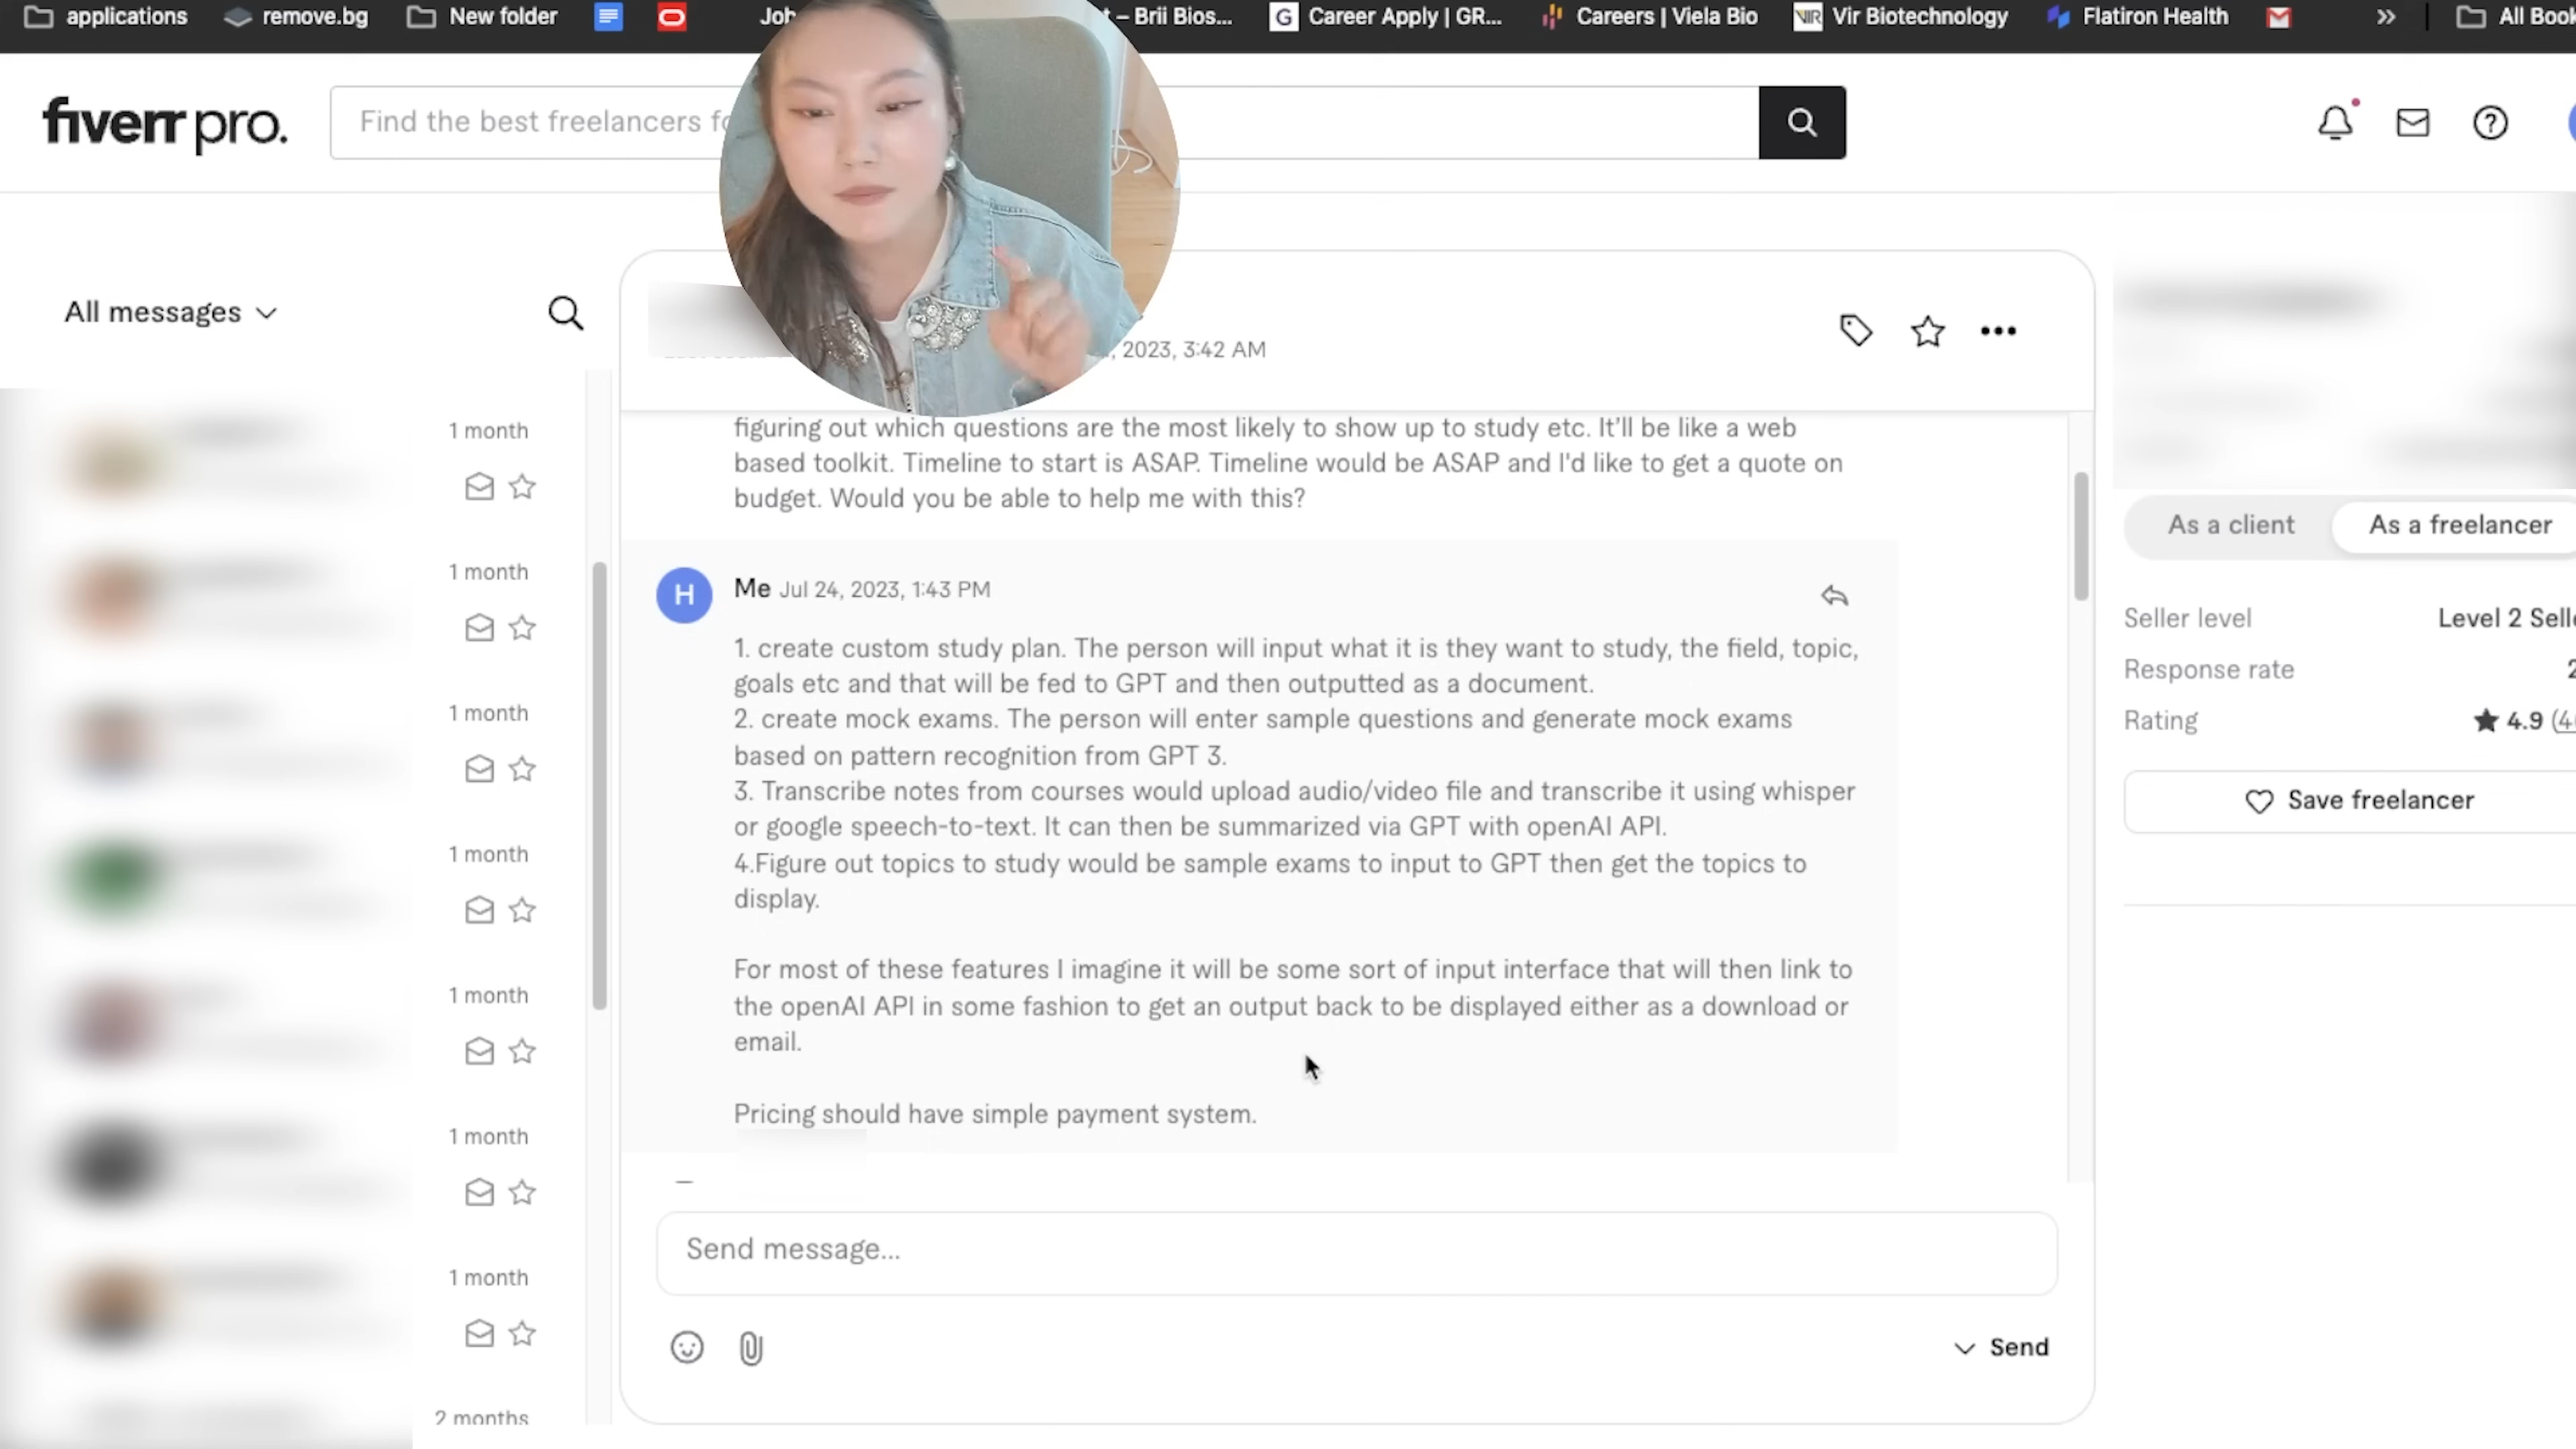 applications
remove.bg
New folder
Brii Bios...
Career Apply | GR...
Careers | Viela Bio
Vir Biotechnology
Flatiron Health
»
fiverr pro.
Find the best freelancers
All messages
2023, 3:42 AM
1 month
1 month
1 month
1 month
1 month
1 month
1 month
2 months
figuring out which questions are the most likely to show up to study etc. It'll be like a web
based toolkit. Timeline to start is ASAP. Timeline would be ASAP and I'd like to get a quote on
budget. Would you be able to help me with this?
H
Me Jul 24, 2023, 1:43 PM
1. create custom study plan. The person will input what it is they want to study, the field, topic,
goals etc and that will be fed to GPT and then outputted as a document.
2. create mock exams. The person will enter sample questions and generate mock exams
based on pattern recognition from GPT 3.
3. Transcribe notes from courses would upload audio/video file and transcribe it using whisper
or google speech-to-text. It can then be summarized via GPT with openAI API.
4.Figure out topics to study would be sample exams to input to GPT then get the topics to
display.
For most of these features I imagine it will be some sort of input interface that will then link to
the openAI API in some fashion to get an output back to be displayed either as a download or
email.
Pricing should have simple payment system.
Send message...
Send
As a client
As a freelancer
Seller level
Level 2
Response rate
Rating
4.9
Save freelancer